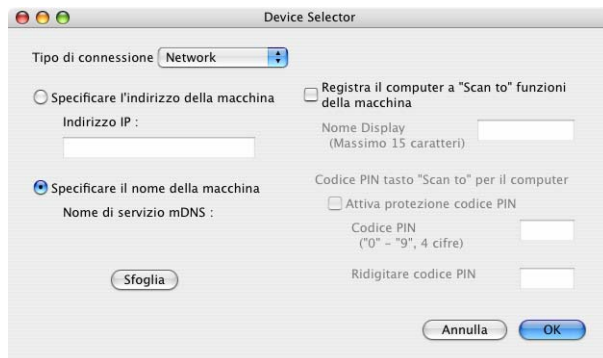 Device Selector
Tipo di connessione Network
Specificare l'indirizzo della macchina
Indirizzo IP :
Specificare il nome della macchina
Nome di servizio mDNS :
Sfoglia
Registra il computer a "Scan to" funzioni
della macchina
Nome Display
(Massimo 15 caratteri)
Codice PIN tasto "Scan to" per il computer
Attiva protezione codice PIN
Codice PIN
("0" – "9", 4 cifre)
Ridigitare codice PIN
Annulla
OK